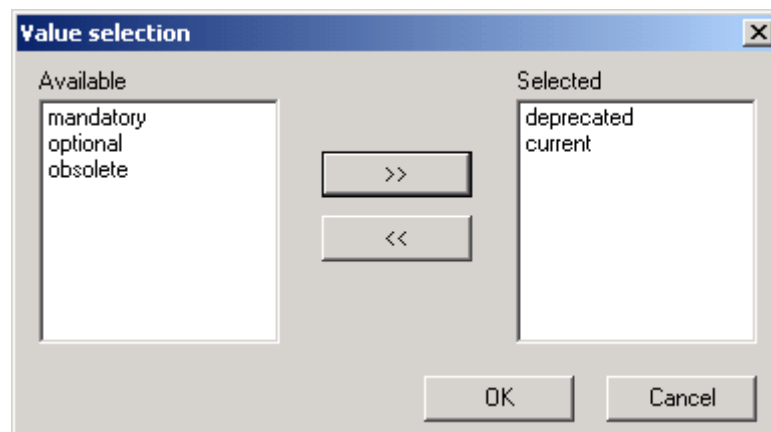 Value selection
Available
mandatory
optional
obsolete
>>
<<
Selected
deprecated
current
OK
Cancel